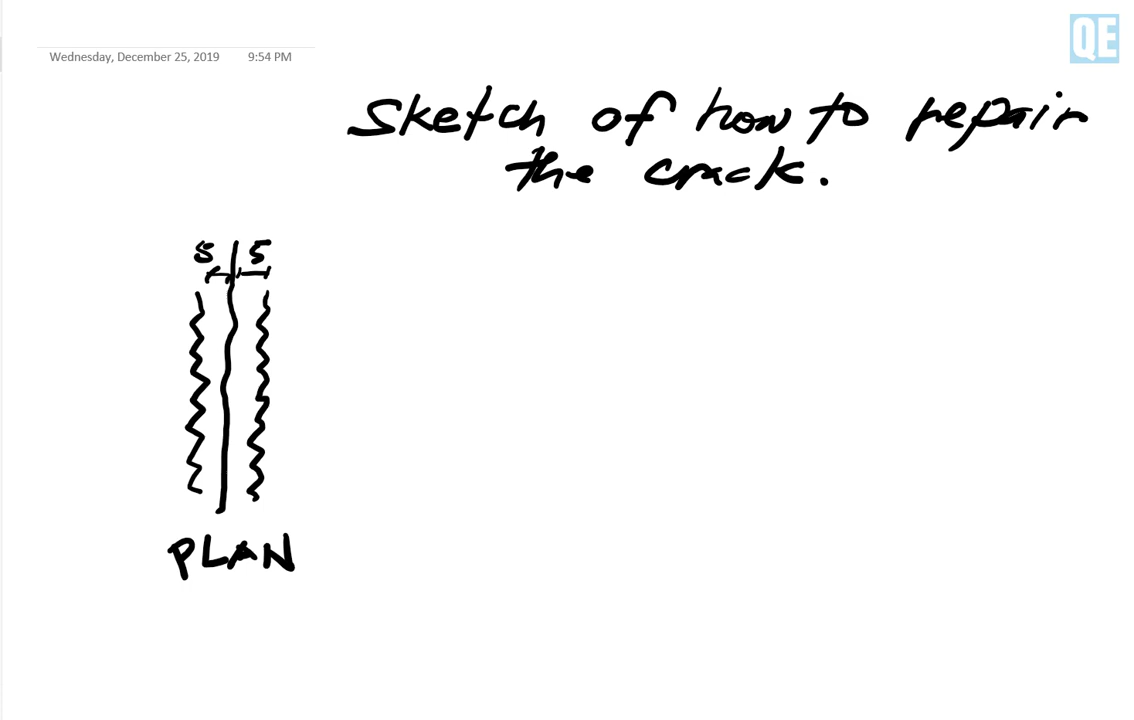 QE
Wednesday, December 25, 2019 9:54 PM
Sketch of how to repair
the crack.
5 5
PLAN